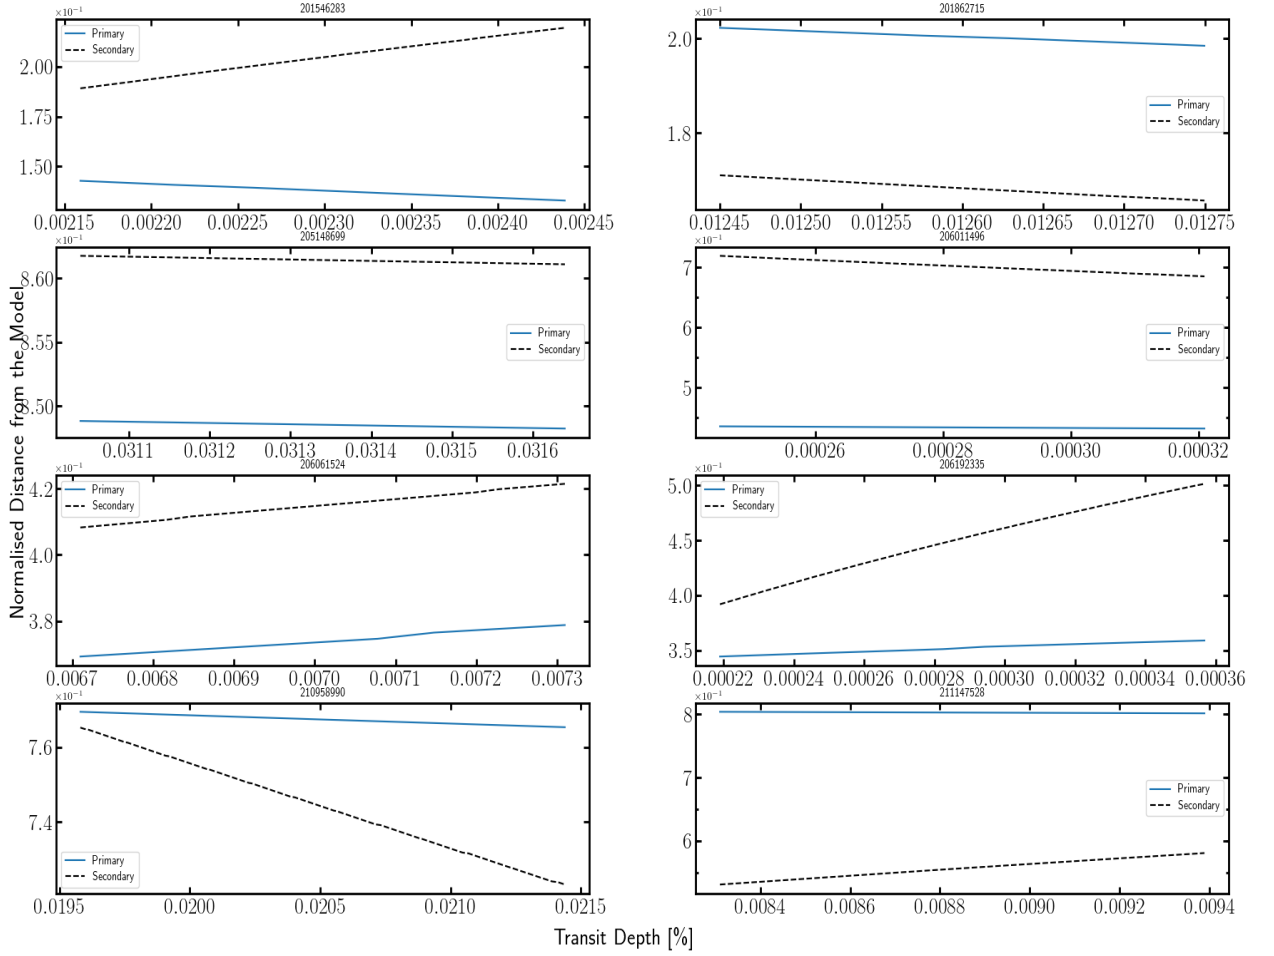 ×10⁻¹ 201546283
Primary
Secondary
2.00
1.75
1.50
0.00215 0.00220 0.00225 0.00230 0.00235 0.00240 0.00245
×10⁻¹ 201862715
2.0
1.8
Primary
Secondary
0.01245 0.01250 0.01255 0.01260 0.01265 0.01270 0.01275
×10⁻¹ 205148699
8.60
8.55
8.50
Primary
Secondary
0.0311 0.0312 0.0313 0.0314 0.0315 0.0316
×10⁻¹ 206011496
7
6
5
Primary
Secondary
0.00026 0.00028 0.00030 0.00032
Normalised Distance from the Model
×10⁻¹ 206061524
Primary
Secondary
4.2
4.0
3.8
0.0067 0.0068 0.0069 0.0070 0.0071 0.0072 0.0073
×10⁻¹ 206192335
Primary
Secondary
5.0
4.5
4.0
3.5
0.00022 0.00024 0.00026 0.00028 0.00030 0.00032 0.00034 0.00036
×10⁻¹ 210958990
7.6
7.4
Primary
Secondary
0.0195 0.0200 0.0205 0.0210 0.0215
×10⁻¹ 211147528
8
7
6
Primary
Secondary
0.0084 0.0086 0.0088 0.0090 0.0092 0.0094
Transit Depth [%]